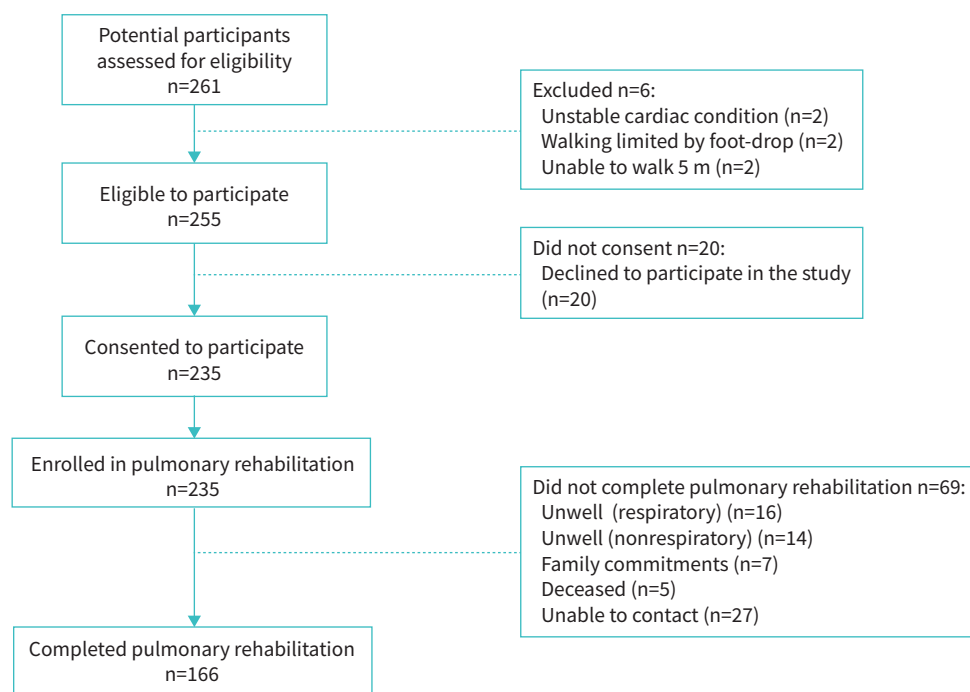 Potential participants
assessed for eligibility
n=261
Excluded n=6:
Unstable cardiac condition (n=2)
Walking limited by foot-drop (n=2)
Unable to walk 5 m (n=2)
Eligible to participate
n=255
Did not consent n=20:
Declined to participate in the study
(n=20)
Consented to participate
n=235
Enrolled in pulmonary rehabilitation
n=235
Did not complete pulmonary rehabilitation n=69:
Unwell (respiratory) (n=16)
Unwell (nonrespiratory) (n=14)
Family commitments (n=7)
Deceased (n=5)
Unable to contact (n=27)
Completed pulmonary rehabilitation
n=166